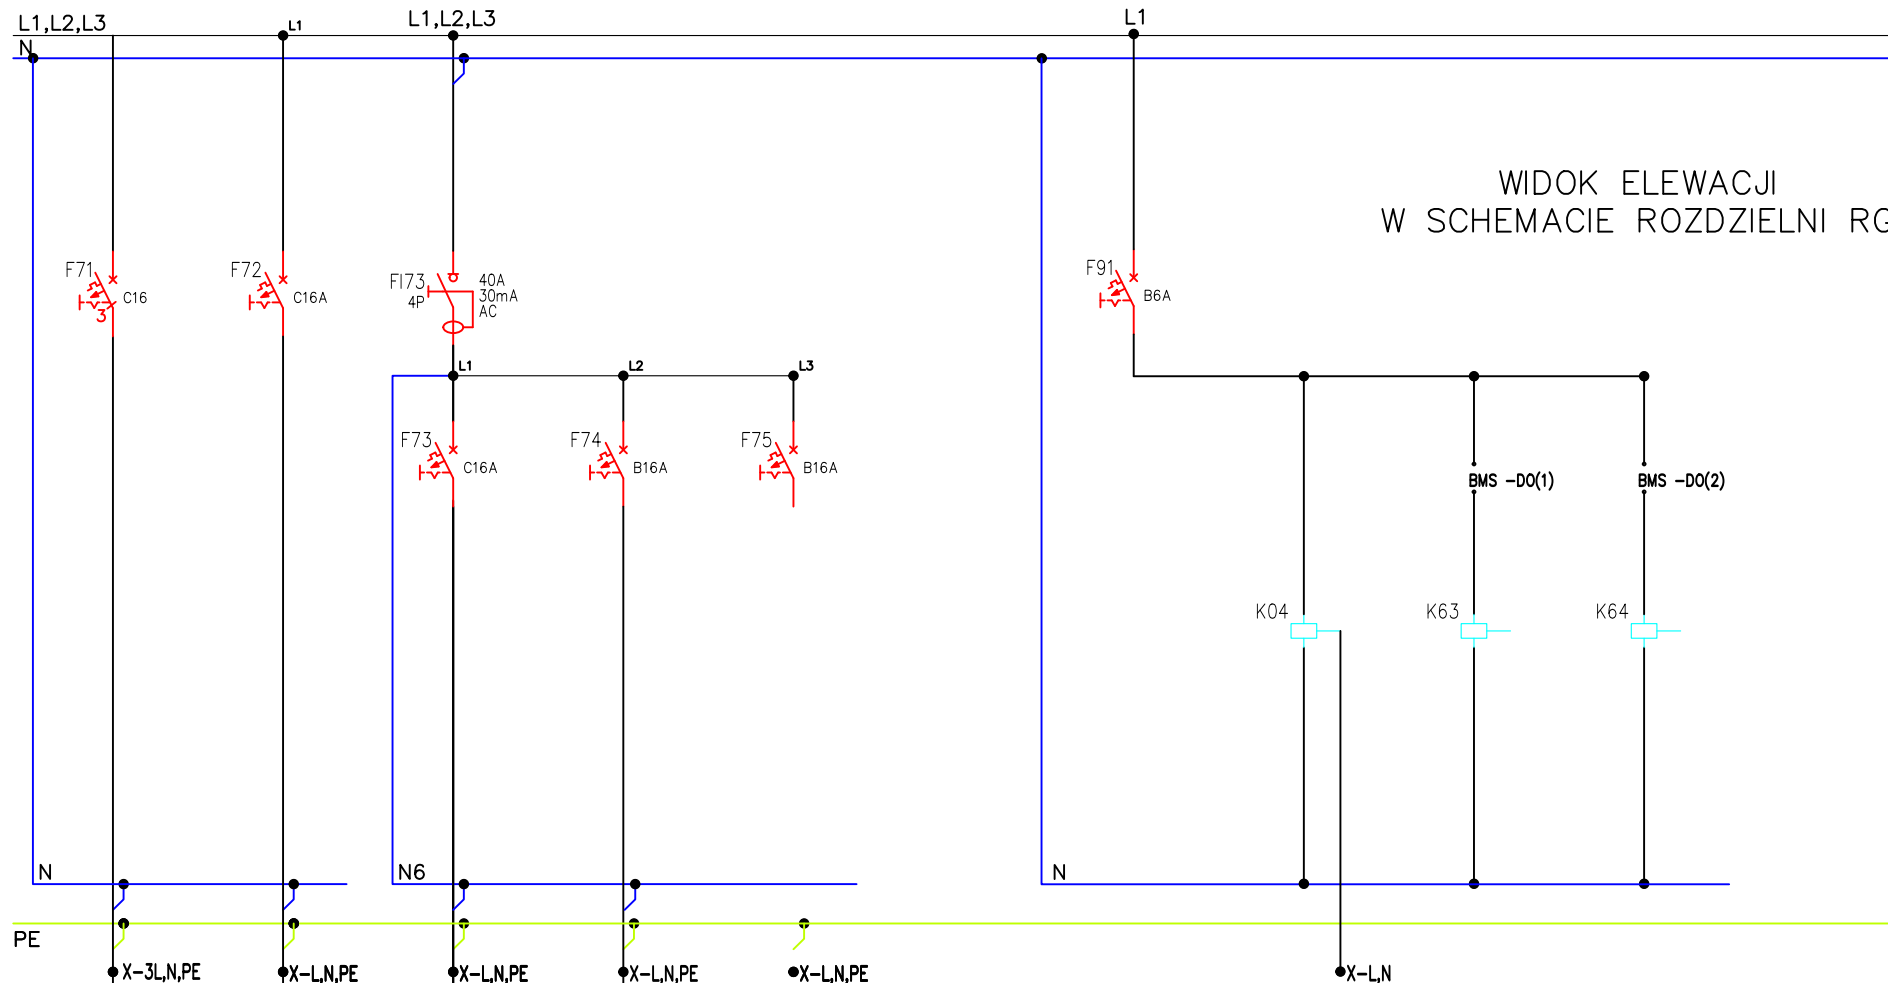 L1,L2,L3
L1
L1,L2,L3
L1
N
WIDOK ELEWACJI
W SCHEMACIE ROZDZIELNI RG
F71
C16
3
F72
C16A
FI73
4P
40A
30mA
AC
F91
B6A
L1
L2
L3
F73
C16A
F74
B16A
F75
B16A
BMS -DO(1)
BMS -DO(2)
K04
K63
K64
N
N6
N
PE
X-3L,N,PE
X-L,N,PE
X-L,N,PE
X-L,N,PE
X-L,N,PE
X-L,N